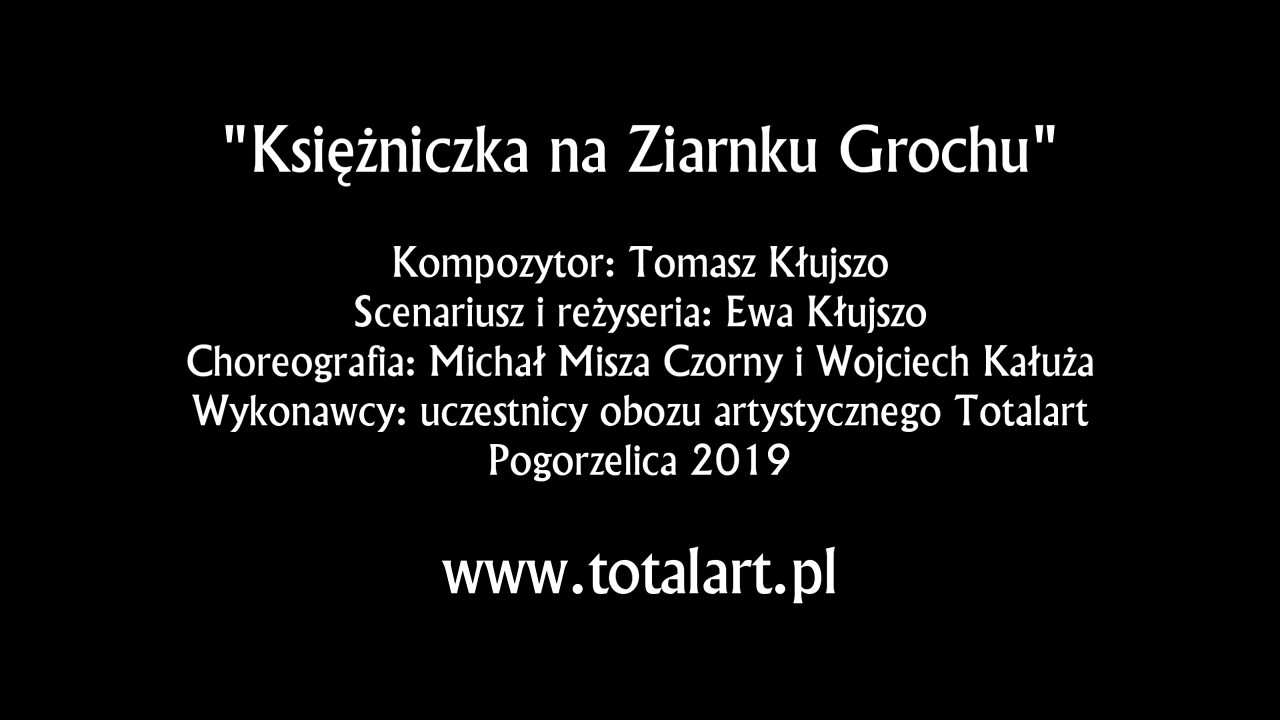 "Księżniczka na Ziarnku Grochu"
Kompozytor: Tomasz Kłujszo
Scenariusz i reżyseria: Ewa Kłujszo
Choreografia: Michał Misza Czorny i Wojciech Kałuża
Wykonawcy: uczestnicy obozu artystycznego Totalart
Pogorzelica 2019
www.totalart.pl